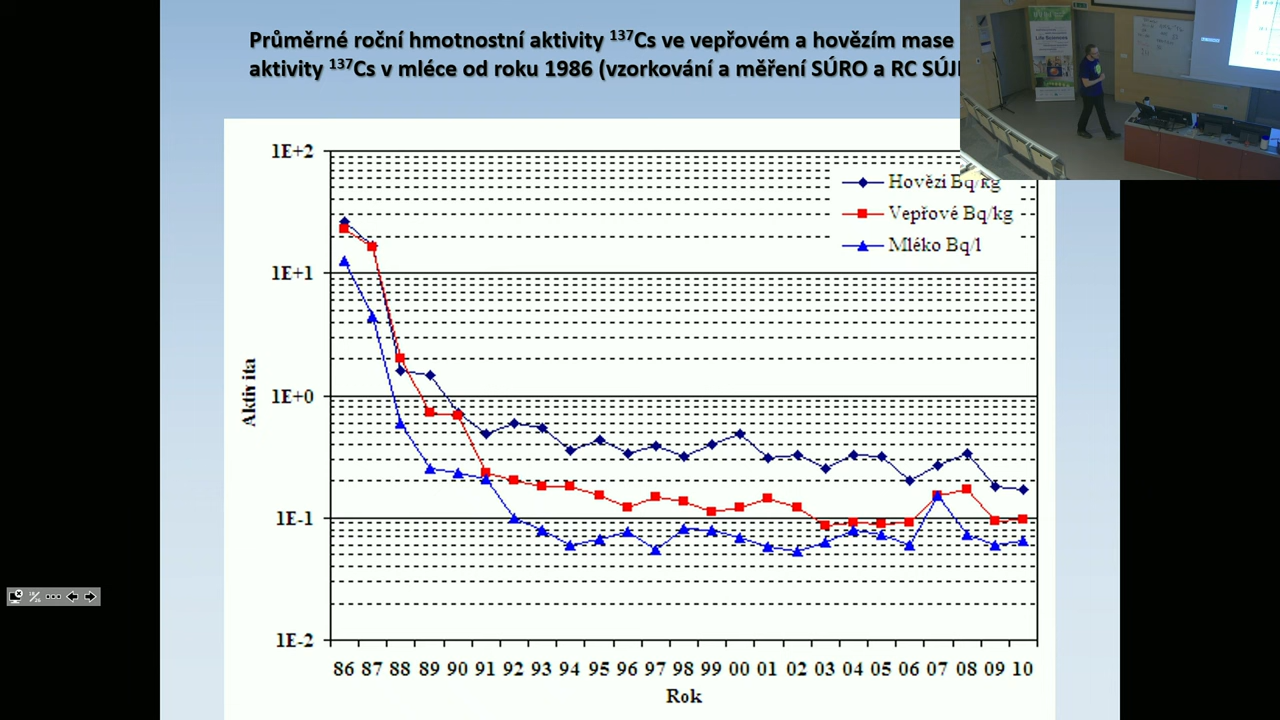 Průměrné roční hmotnostní aktivity ¹³⁷Cs ve vepřovém a hovězím mase
aktivity ¹³⁷Cs v mléce od roku 1986 (vzorkování a měření SÚRO a RC
Hovězí Bq/kg
Vepřové Bq/kg
Mléko Bq/l
1E+2
1E+1
1E+0
1E-1
1E-2
Aktivita
86 87 88 89 90 91 92 93 94 95 96 97 98 99 00 01 02 03 04 05 06 07 08 09 10
Rok